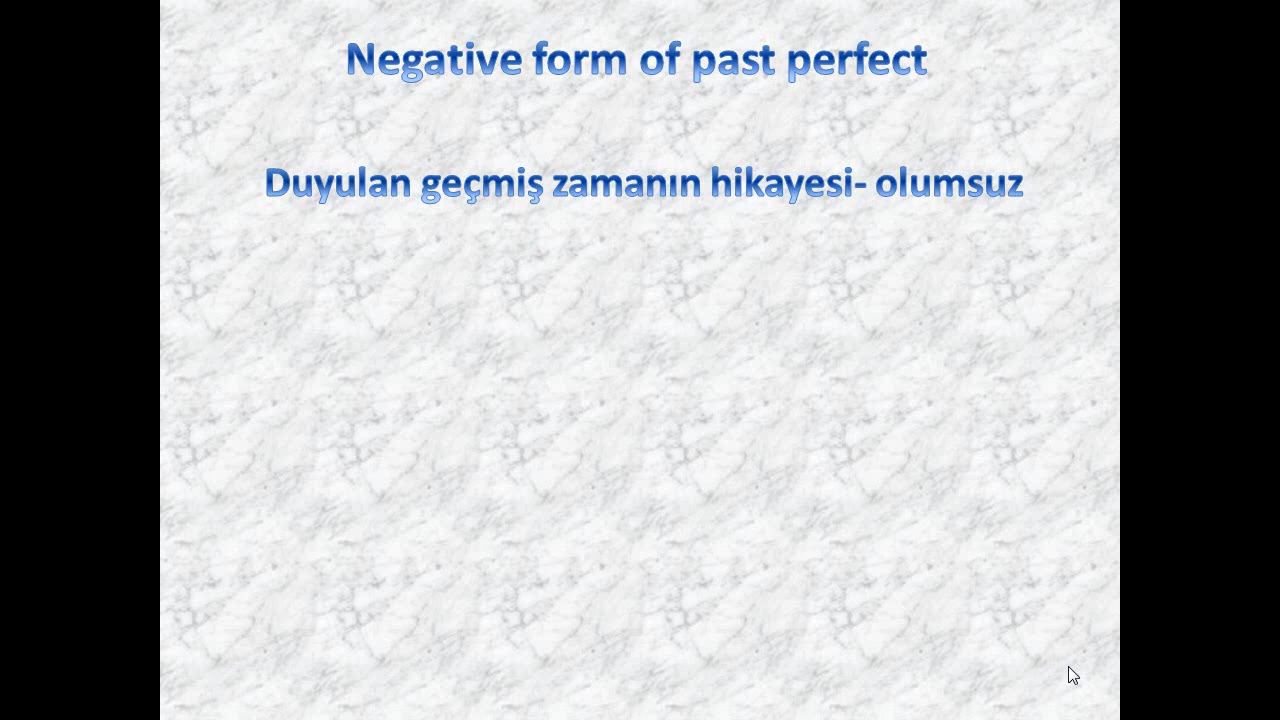 Negative form of past perfect
Duyulan geçmiş zamanın hikayesi- olumsuz